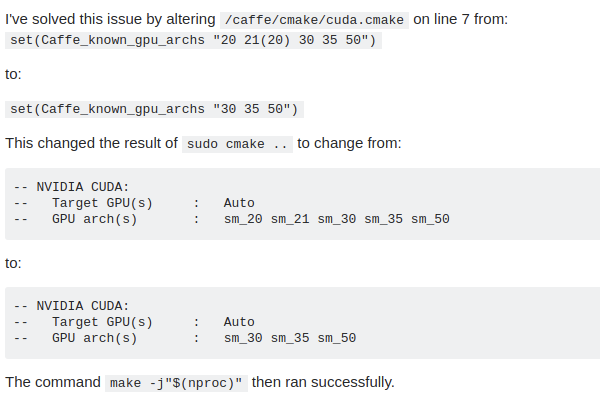 I've solved this issue by altering /caffe/cmake/cuda.cmake on line 7 from:
set(Caffe_known_gpu_archs "20 21(20) 30 35 50")
to:
set(Caffe_known_gpu_archs "30 35 50")
This changed the result of sudo cmake .. to change from:
-- NVIDIA CUDA:
--   Target GPU(s)     :   Auto
--   GPU arch(s)       :   sm_20 sm_21 sm_30 sm_35 sm_50
to:
-- NVIDIA CUDA:
--   Target GPU(s)     :   Auto
--   GPU arch(s)       :   sm_30 sm_35 sm_50
The command make -j"$(nproc)" then ran successfully.